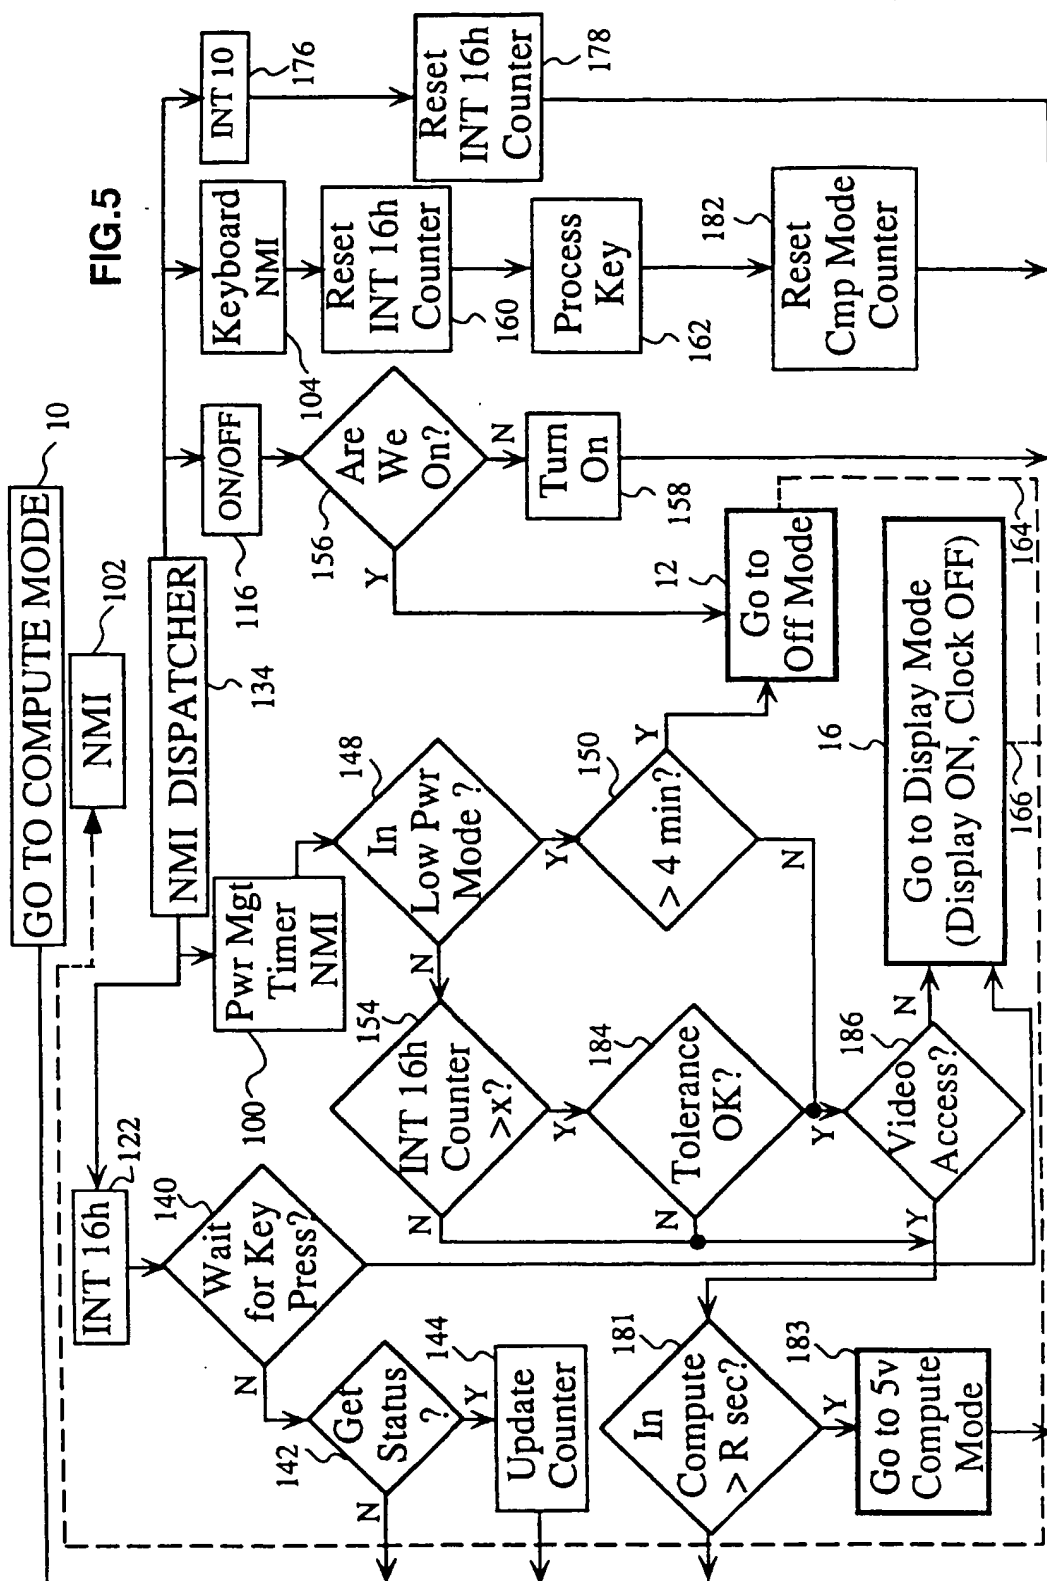 FIG.5
GO TO COMPUTE MODE
10
NMI
102
NMI DISPATCHER
134
INT 16h
122
Wait
for Key
Press?
140
N
Get
Status
?
142
N
Y
Update
Counter
144
Pwr Mgt
Timer
NMI
100
In
Low Pwr
Mode ?
148
N
Y
INT 16h
Counter
>x?
154
N
Y
> 4 min?
150
Y
N
Tolerance
OK?
184
N
Y
Video
Access?
186
N
Y
In
Compute
> R sec?
181
Y
Go to 5v
Compute
Mode
183
Go to Display Mode
(Display ON, Clock OFF)
16
166
164
ON/OFF
116
Are
We
On?
156
Y
N
Turn
On
158
Go to
Off Mode
12
Keyboard
NMI
104
Reset
INT 16h
Counter
160
Process
Key
162
Reset
Cmp Mode
Counter
182
INT 10
176
Reset
INT 16h
Counter
178